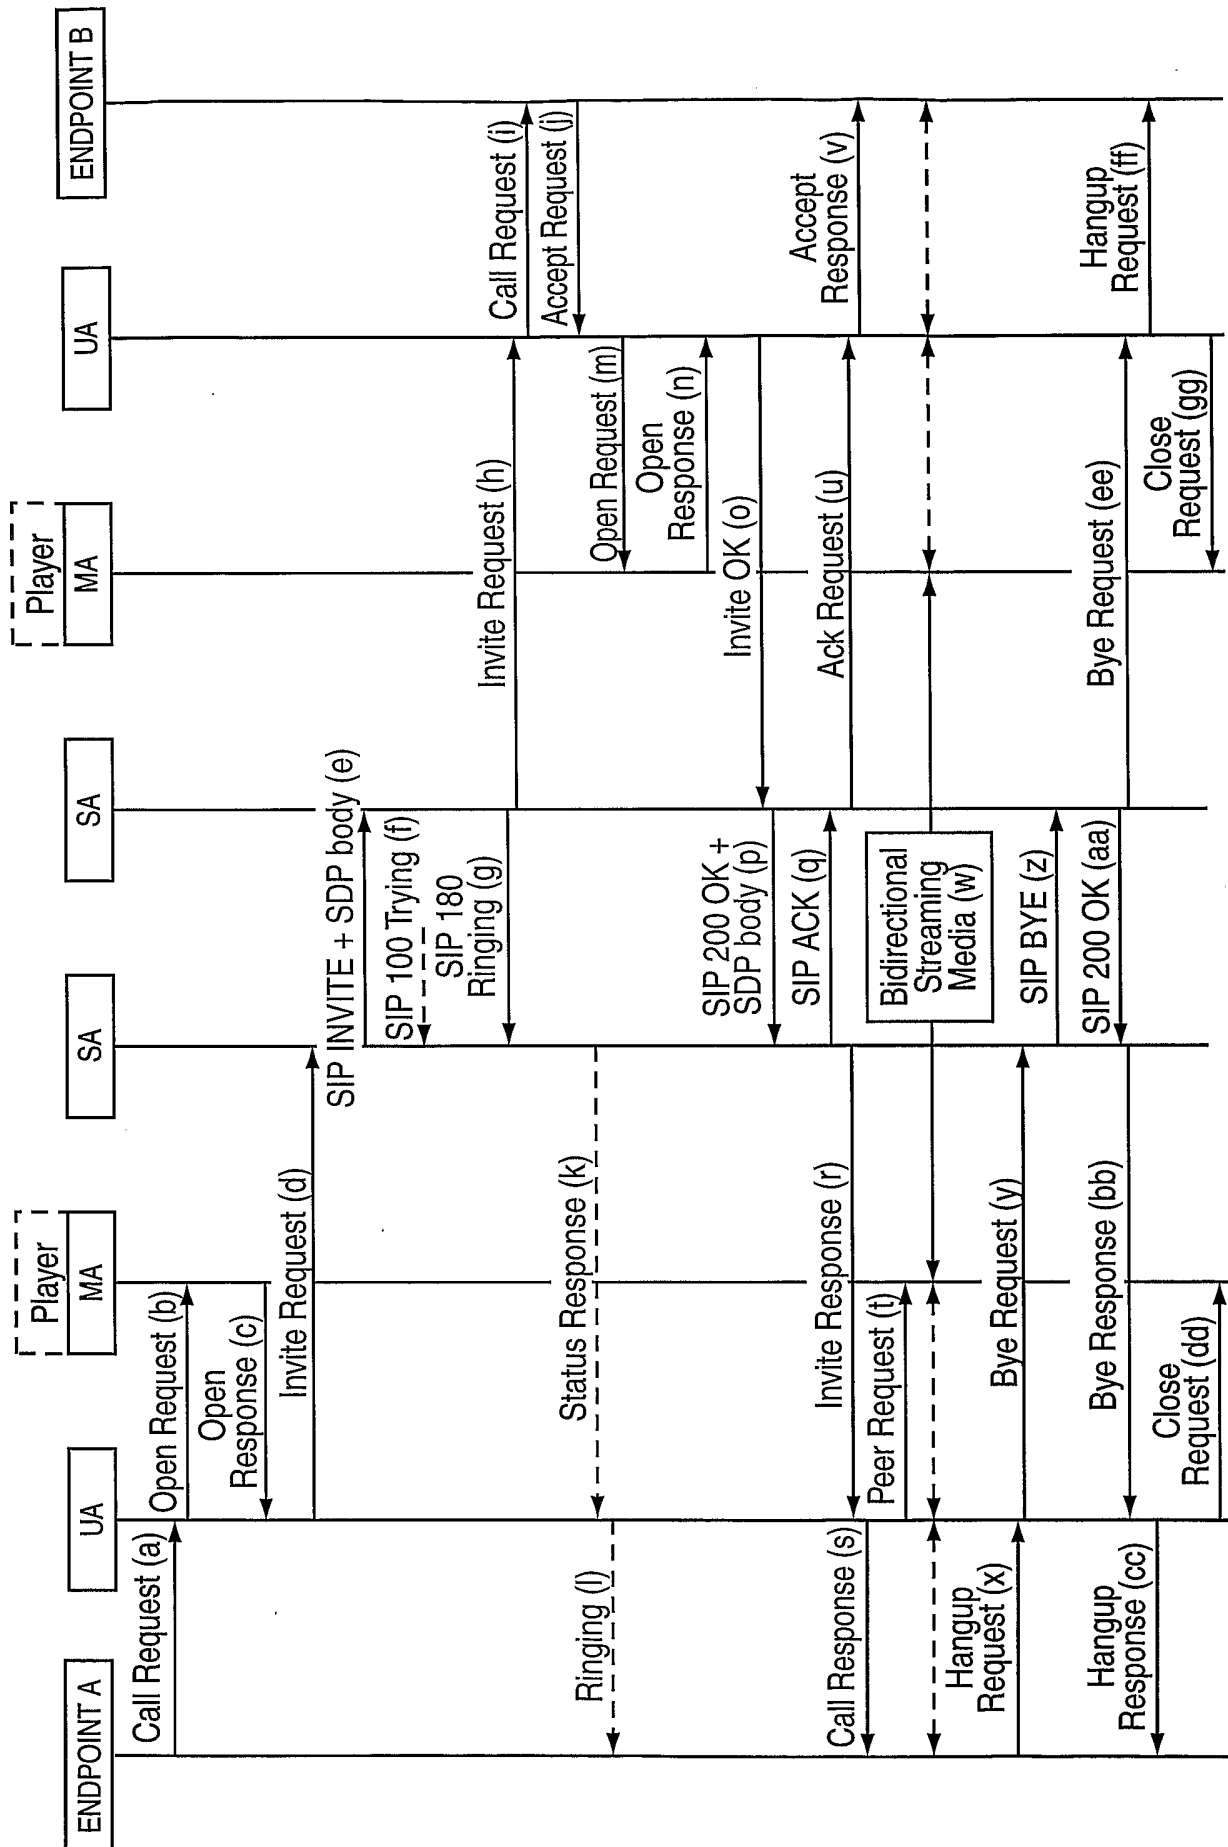 ENDPOINT A
UA
Player
MA
SA
SA
Player
MA
UA
ENDPOINT B
Call Request (a)
Open Request (b)
Open
Response (c)
Invite Request (d)
SIP INVITE + SDP body (e)
SIP 100 Trying (f)
SIP 180
Ringing (g)
Invite Request (h)
Call Request (i)
Accept Request (j)
Status Response (k)
Ringing (l)
Open Request (m)
Open
Response (n)
Invite OK (o)
SIP 200 OK +
SDP body (p)
SIP ACK (q)
Invite Response (r)
Call Response (s)
Peer Request (t)
Ack Request (u)
Accept
Response (v)
Bidirectional
Streaming
Media (w)
Hangup
Request (x)
Bye Request (y)
SIP BYE (z)
SIP 200 OK (aa)
Bye Response (bb)
Hangup
Response (cc)
Close
Request (dd)
Bye Request (ee)
Hangup
Request (ff)
Close
Request (gg)